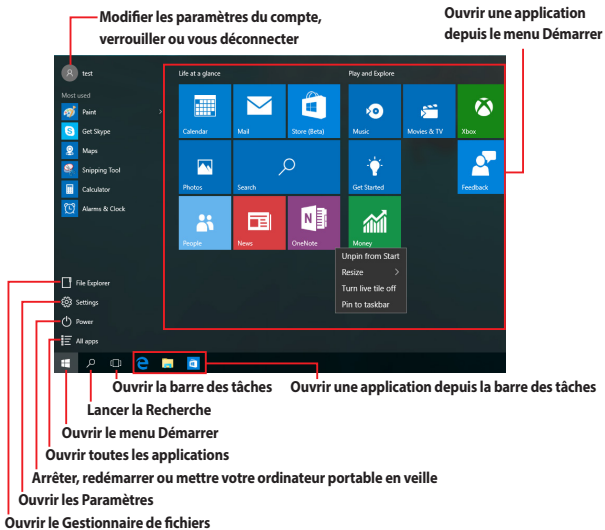 Modifier les paramètres du compte,
verrouiller ou vous déconnecter
Ouvrir une application
depuis le menu Démarrer
test
Most used
Paint
Get Skype
Maps
Snipping Tool
Calculator
Alarms & Clock
File Explorer
Settings
Power
All apps
Life at a glance
Play and Explore
Calendar
Mail
Store (Beta)
Music
Movies & TV
Xbox
Photos
Search
Get Started
Feedback
People
News
OneNote
Money
Unpin from Start
Resize
Turn live tile off
Pin to taskbar
Ouvrir la barre des tâches
Ouvrir une application depuis la barre des tâches
Lancer la Recherche
Ouvrir le menu Démarrer
Ouvrir toutes les applications
Arrêter, redémarrer ou mettre votre ordinateur portable en veille
Ouvrir les Paramètres
Ouvrir le Gestionnaire de fichiers